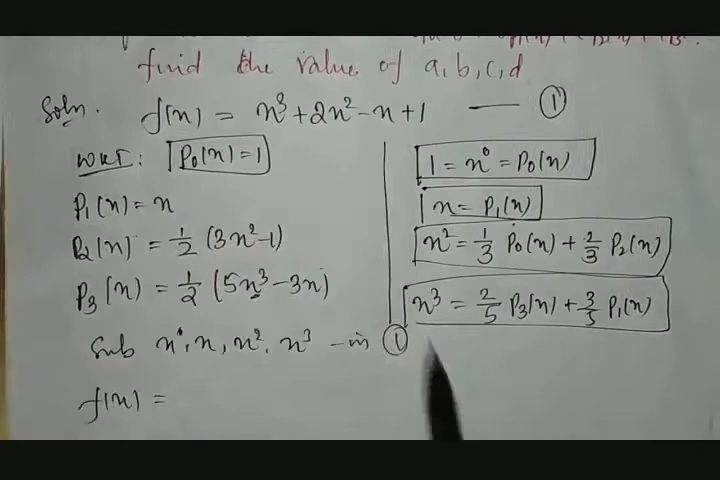 find the value of a, b, c, d
Soln. f(x) = x³ + 2x² - x + 1 —— ①
WKT: P₀(x) = 1
P₁(x) = x
P₂(x) = 1/2 (3x² - 1)
P₃(x) = 1/2 (5x³ - 3x)
1 = x⁰ = P₀(x)
x = P₁(x)
x² = 1/3 P₀(x) + 2/3 P₂(x)
x³ = 2/5 P₃(x) + 3/5 P₁(x)
Sub x⁰, x, x², x³ - in ①
f(x) =